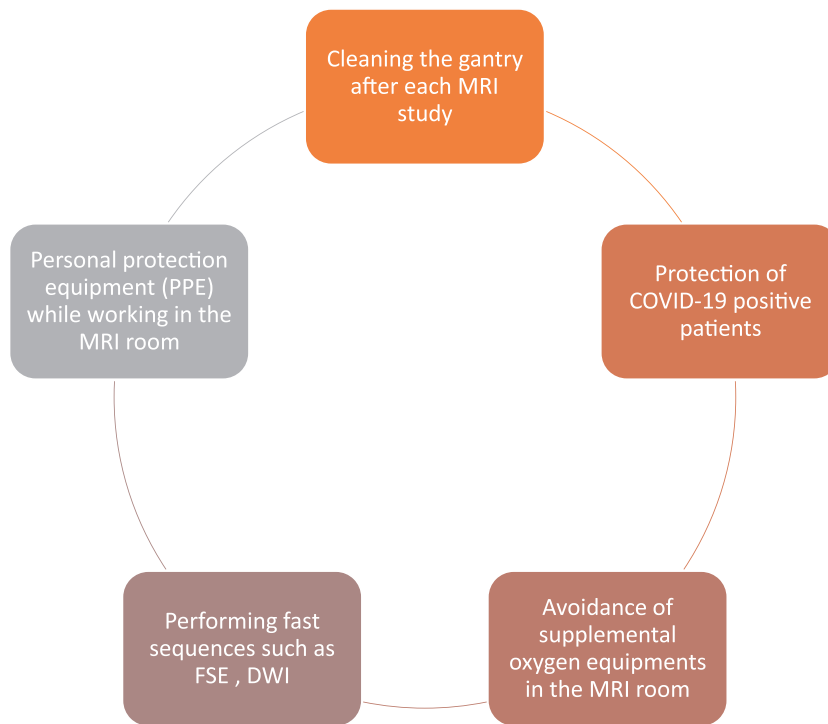 Cleaning the gantry
after each MRI
study
Protection of
COVID-19 positive
patients
Avoidance of
supplemental
oxygen equipments
in the MRI room
Performing fast
sequences such as
FSE , DWI
Personal protection
equipment (PPE)
while working in the
MRI room